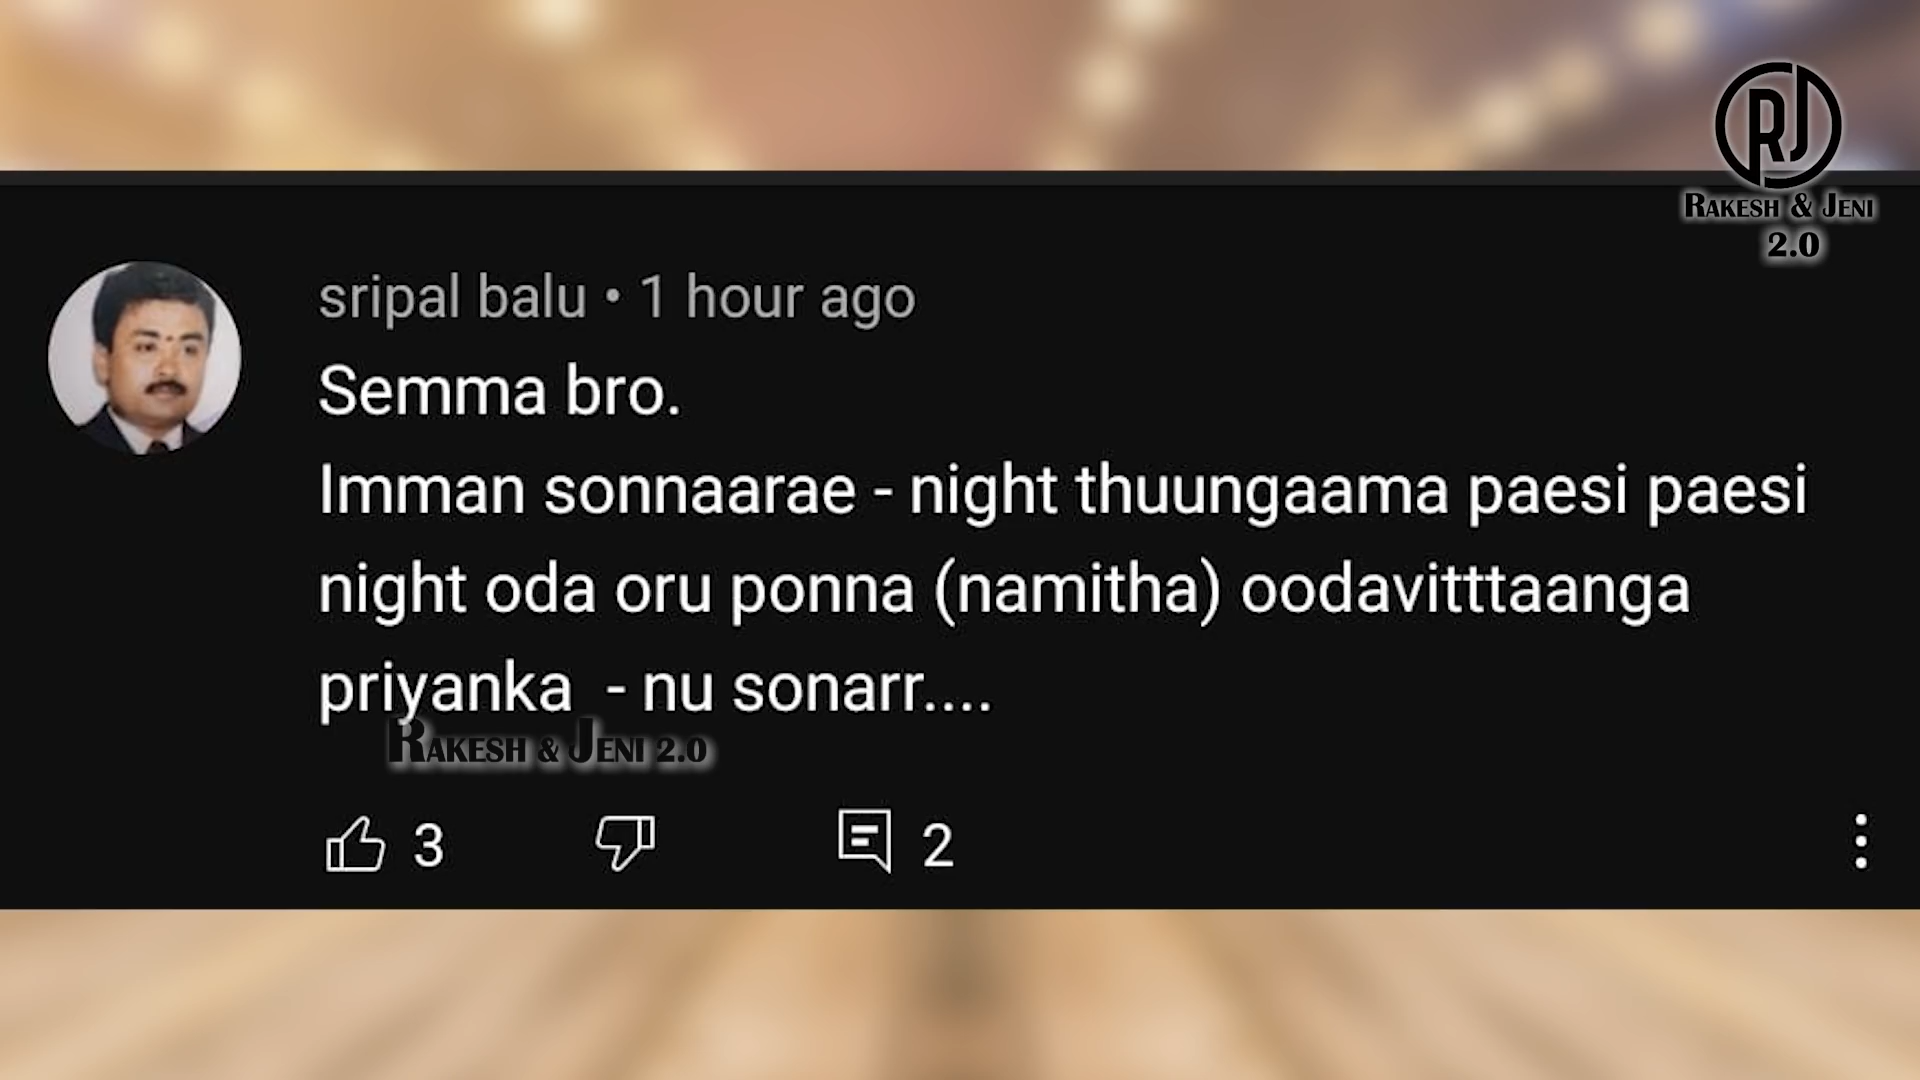 RJ
RAKESH & JENI
2.0
sripal balu • 1 hour ago
Semma bro.
Imman sonnaarae - night thuungaama paesi paesi
night oda oru ponna (namitha) oodavitttaanga
priyanka - nu sonarr....
RAKESH & JENI 2.0
3
2